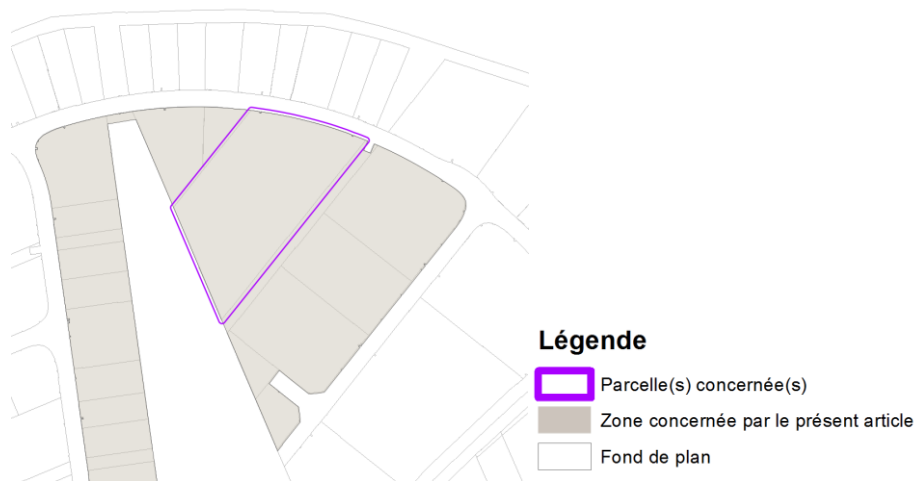 Légende
Parcelle(s) concernée(s)
Zone concernée par le présent article
Fond de plan